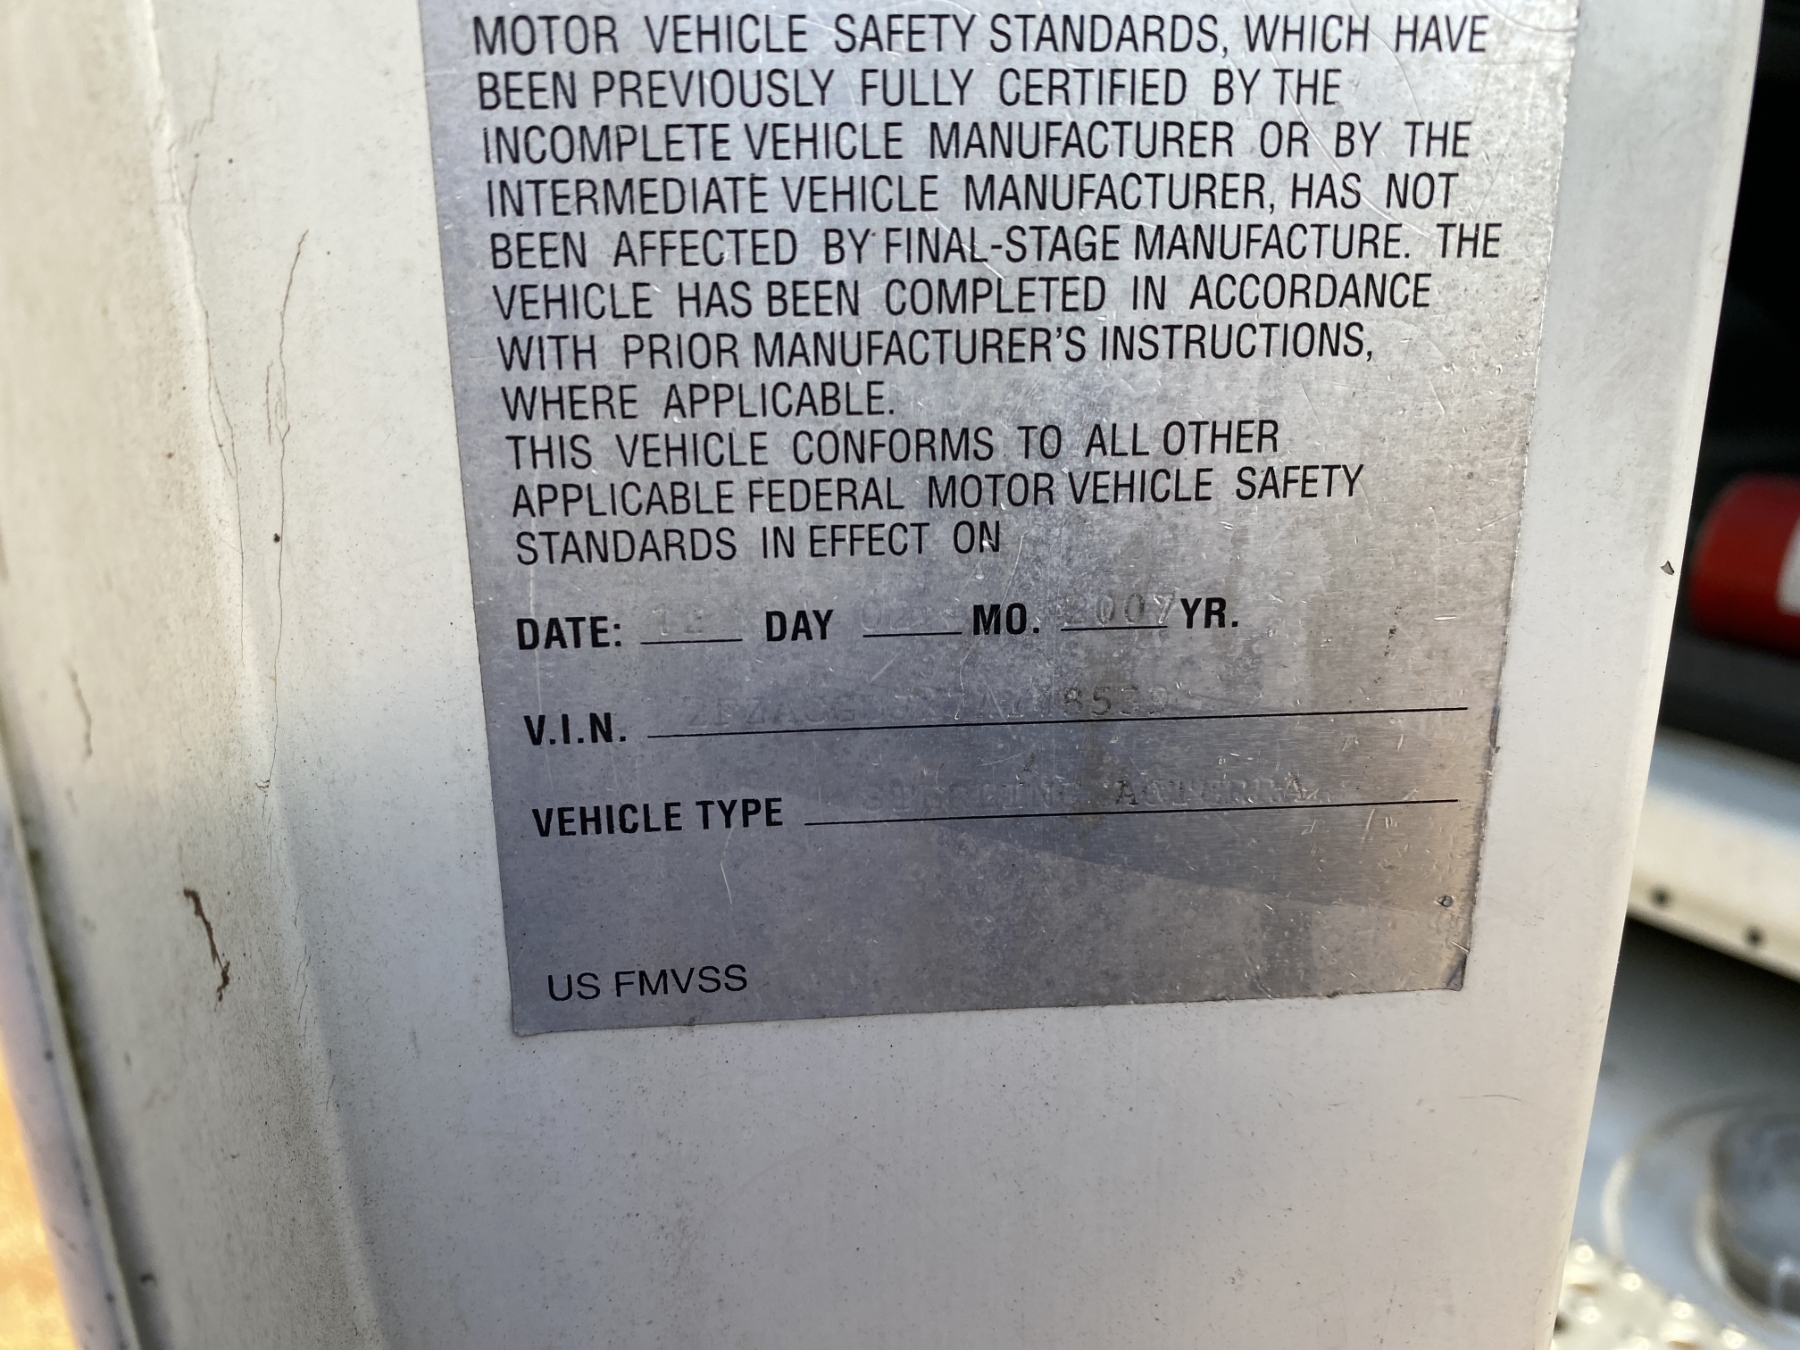 MOTOR VEHICLE SAFETY STANDARDS, WHICH HAVE
BEEN PREVIOUSLY FULLY CERTIFIED BY THE
INCOMPLETE VEHICLE MANUFACTURER OR BY THE
INTERMEDIATE VEHICLE MANUFACTURER, HAS NOT
BEEN AFFECTED BY FINAL-STAGE MANUFACTURE. THE
VEHICLE HAS BEEN COMPLETED IN ACCORDANCE
WITH PRIOR MANUFACTURER'S INSTRUCTIONS,
WHERE APPLICABLE.
THIS VEHICLE CONFORMS TO ALL OTHER
APPLICABLE FEDERAL MOTOR VEHICLE SAFETY
STANDARDS IN EFFECT ON
DATE: DAY MO. 2007 YR.
V.I.N.
VEHICLE TYPE
US FMVSS